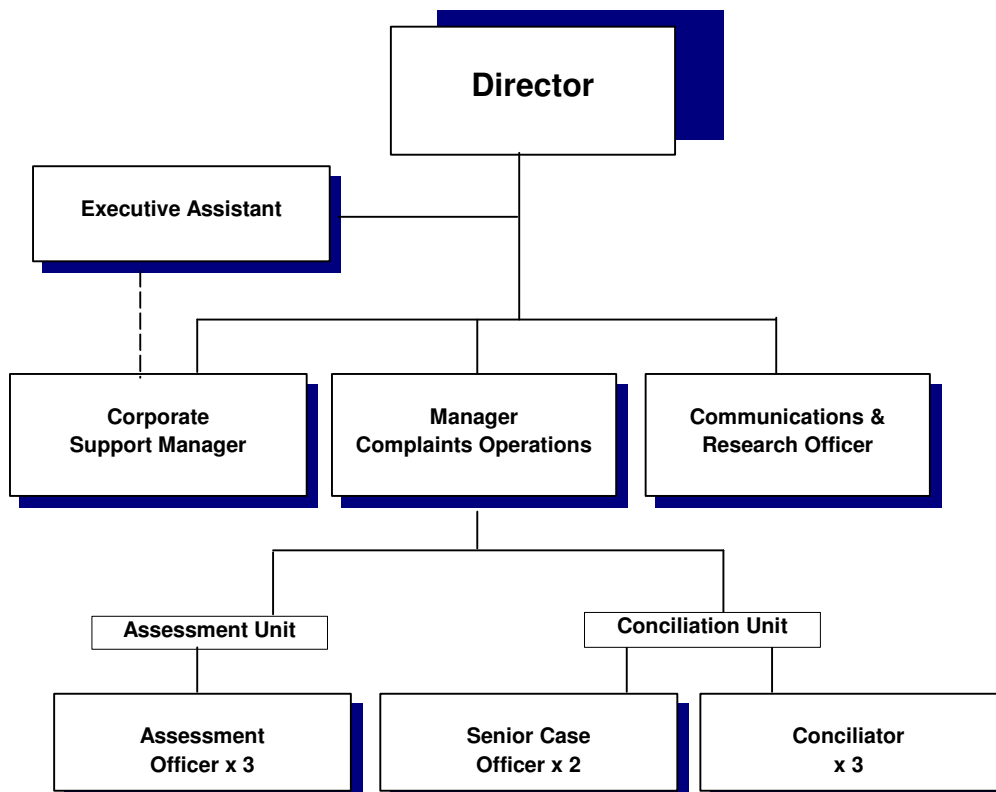 Director
Executive Assistant
Corporate
Support Manager
Manager
Complaints Operations
Communications &
Research Officer
Assessment Unit
Conciliation Unit
Assessment
Officer x 3
Senior Case
Officer x 2
Conciliator
x 3